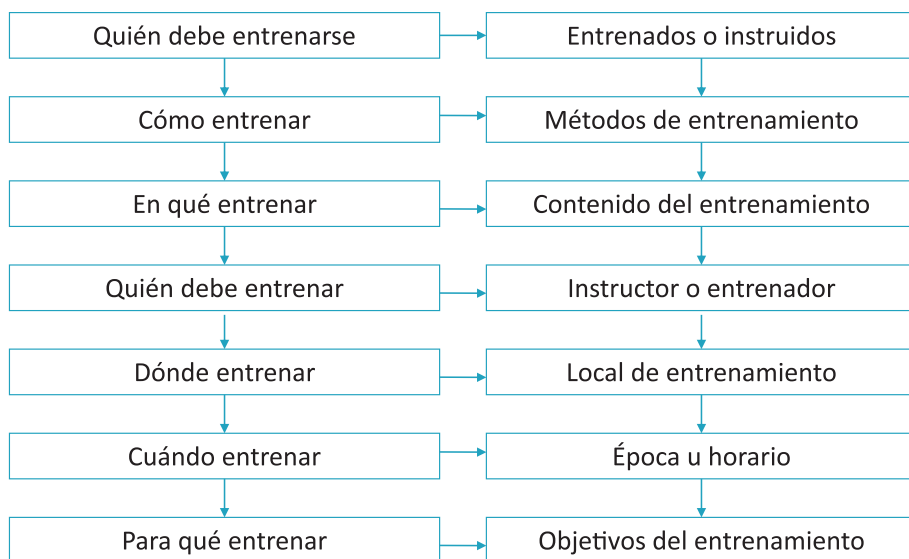 Quién debe entrenarse
Entrenados o instruidos
Cómo entrenar
Métodos de entrenamiento
En qué entrenar
Contenido del entrenamiento
Quién debe entrenar
Instructor o entrenador
Dónde entrenar
Local de entrenamiento
Cuándo entrenar
Época u horario
Para qué entrenar
Objetivos del entrenamiento